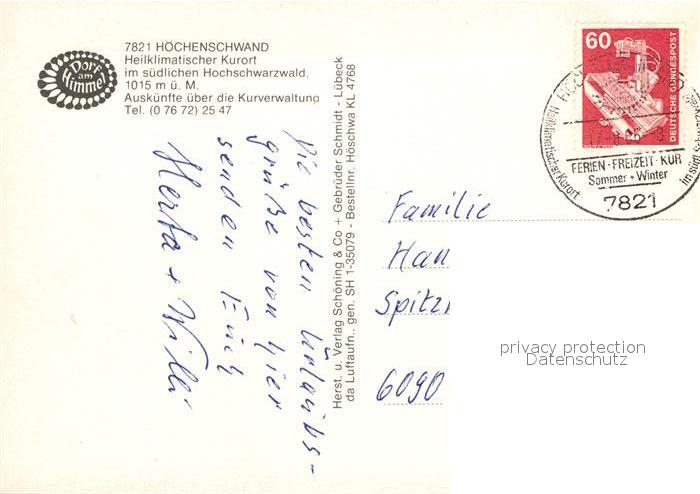 Dorf am Himmel
7821 HÖCHENSCHWAND
Heilklimatischer Kurort
im südlichen Hochschwarzwald,
1015 m ü. M.
Auskünfte über die Kurverwaltung
Tel. (0 76 72) 25 47
Die besten Urlaubs-
grüße von hier
senden Euch
Herta + Willi
Herst. u. Verlag Schöning & Co + Gebrüder Schmidt - Lübeck
da Luftaufn., gen. SH 1-35079 - Bestellnr. Höschwa KL 4768
60
DEUTSCHE BUNDESPOST
Heilklimatischer Kurort
FERIEN·FREIZEIT·KUR
Sommer + Winter
7821
Familie
Han
Spitz
6090
privacy protection
Datenschutz